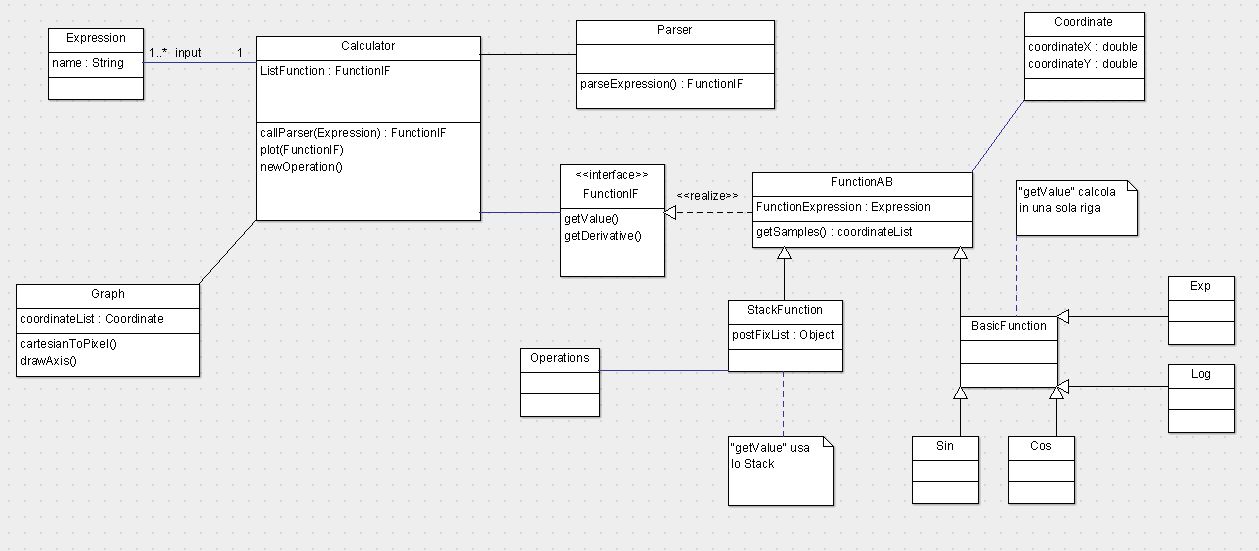 Expression
name : String
1..* input 1
Calculator
ListFunction : FunctionIF
callParser(Expression) : FunctionIF
plot(FunctionIF)
newOperation()
Parser
parseExpression() : FunctionIF
Coordinate
coordinateX : double
coordinateY : double
<<interface>>
FunctionIF
getValue()
getDerivative()
<<realize>>
FunctionAB
FunctionExpression : Expression
getSamples() : coordinateList
"getValue" calcola
in una sola riga
Graph
coordinateList : Coordinate
cartesianToPixel()
drawAxis()
StackFunction
postFixList : Object
Operations
"getValue" usa
lo Stack
BasicFunction
Exp
Log
Sin
Cos